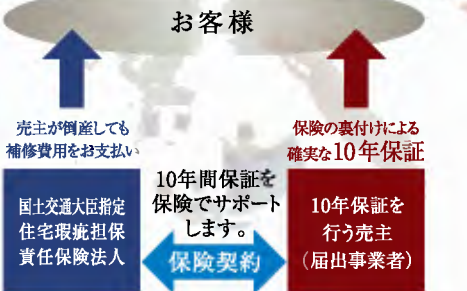 お客様
売主が倒産しても
補修費用をお支払い
保険の裏付けによる
確実な10年保証
10年間保証を
保険でサポート
します。
国土交通大臣指定
住宅瑕疵担保
責任保険法人
保険契約
10年保証を
行う売主
(届出事業者)